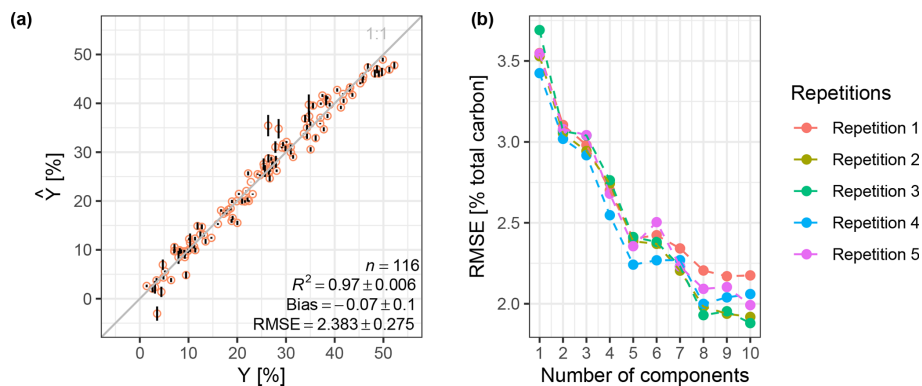 (a)
1:1
50
40
30
20
10
0
Ŷ [%]
n = 116
R² = 0.97 ± 0.006
Bias = −0.07 ± 0.1
RMSE = 2.383 ± 0.275
0 10 20 30 40 50
Y [%]
(b)
3.5
3.0
2.5
2.0
RMSE [% total carbon]
1 2 3 4 5 6 7 8 9 10
Number of components
Repetitions
Repetition 1
Repetition 2
Repetition 3
Repetition 4
Repetition 5